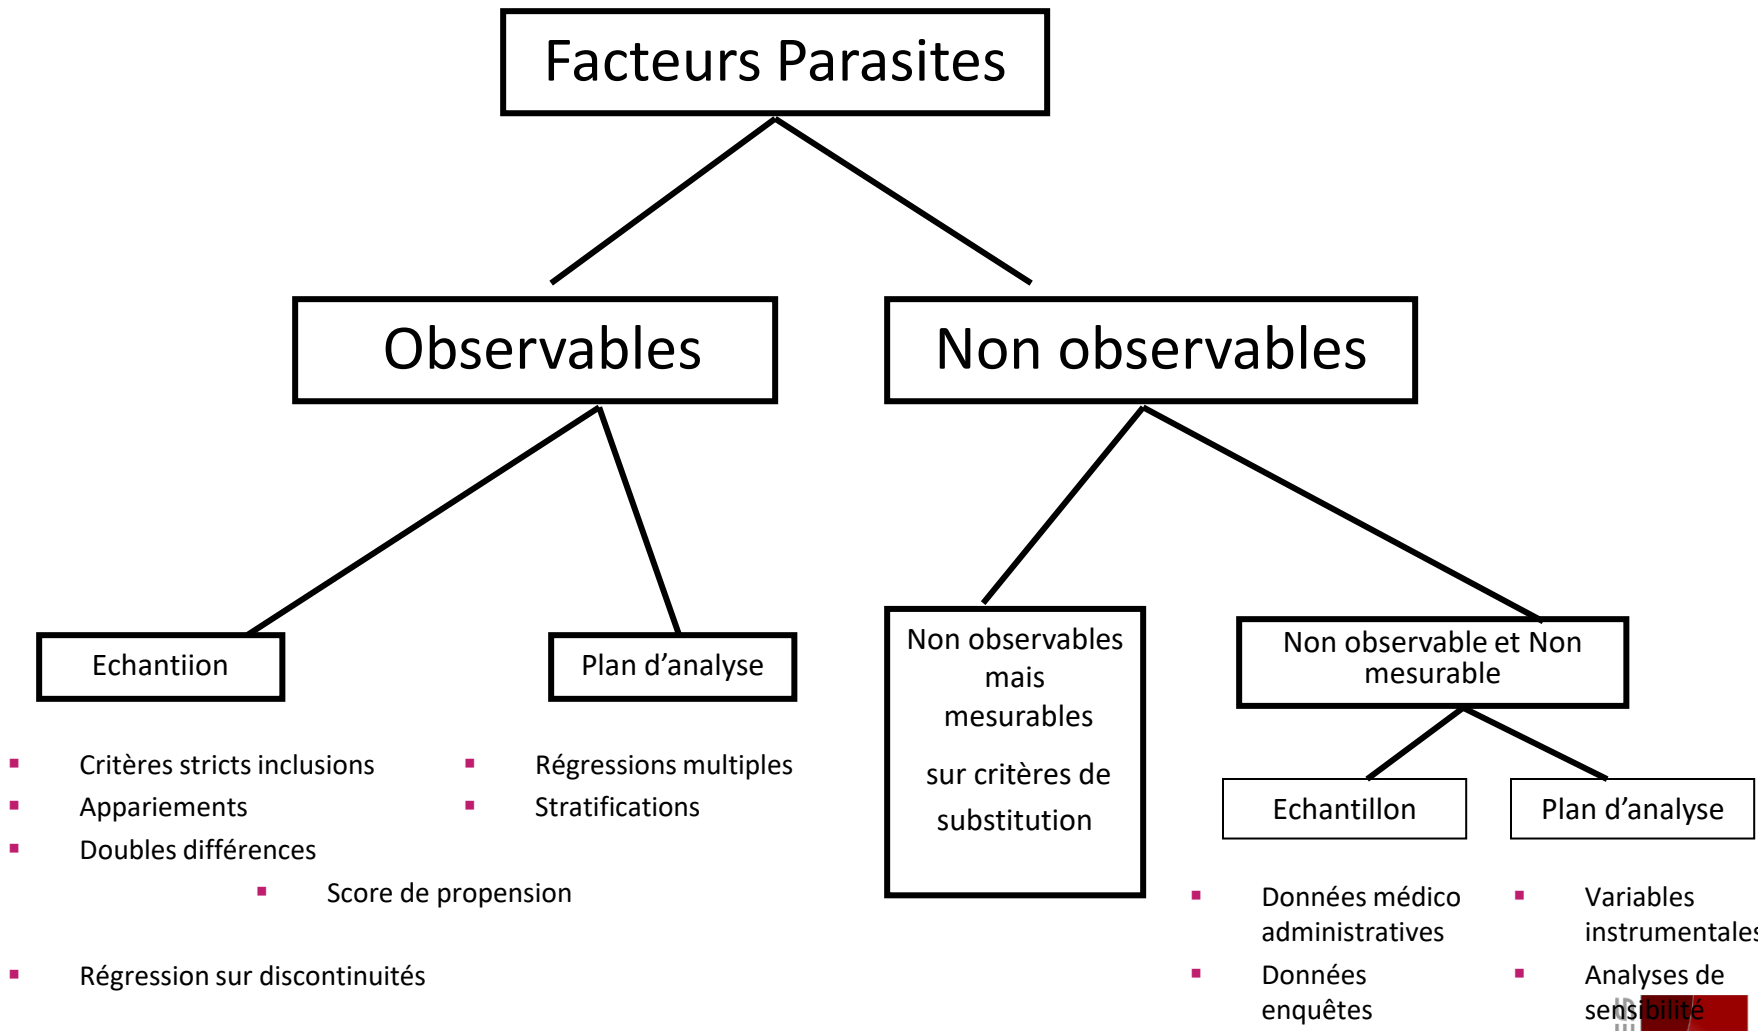 Facteurs Parasites
Observables
Non observables
Echantiion
Plan d'analyse
Critères stricts inclusions
Appariements
Doubles différences
Régressions multiples
Stratifications
Score de propension
Régression sur discontinuités
Non observables
mais
mesurables
sur critères de
substitution
Non observable et Non
mesurable
Echantillon
Plan d'analyse
Données médico
administratives
Données
enquêtes
Variables
instrumentales
Analyses de
sensibilité